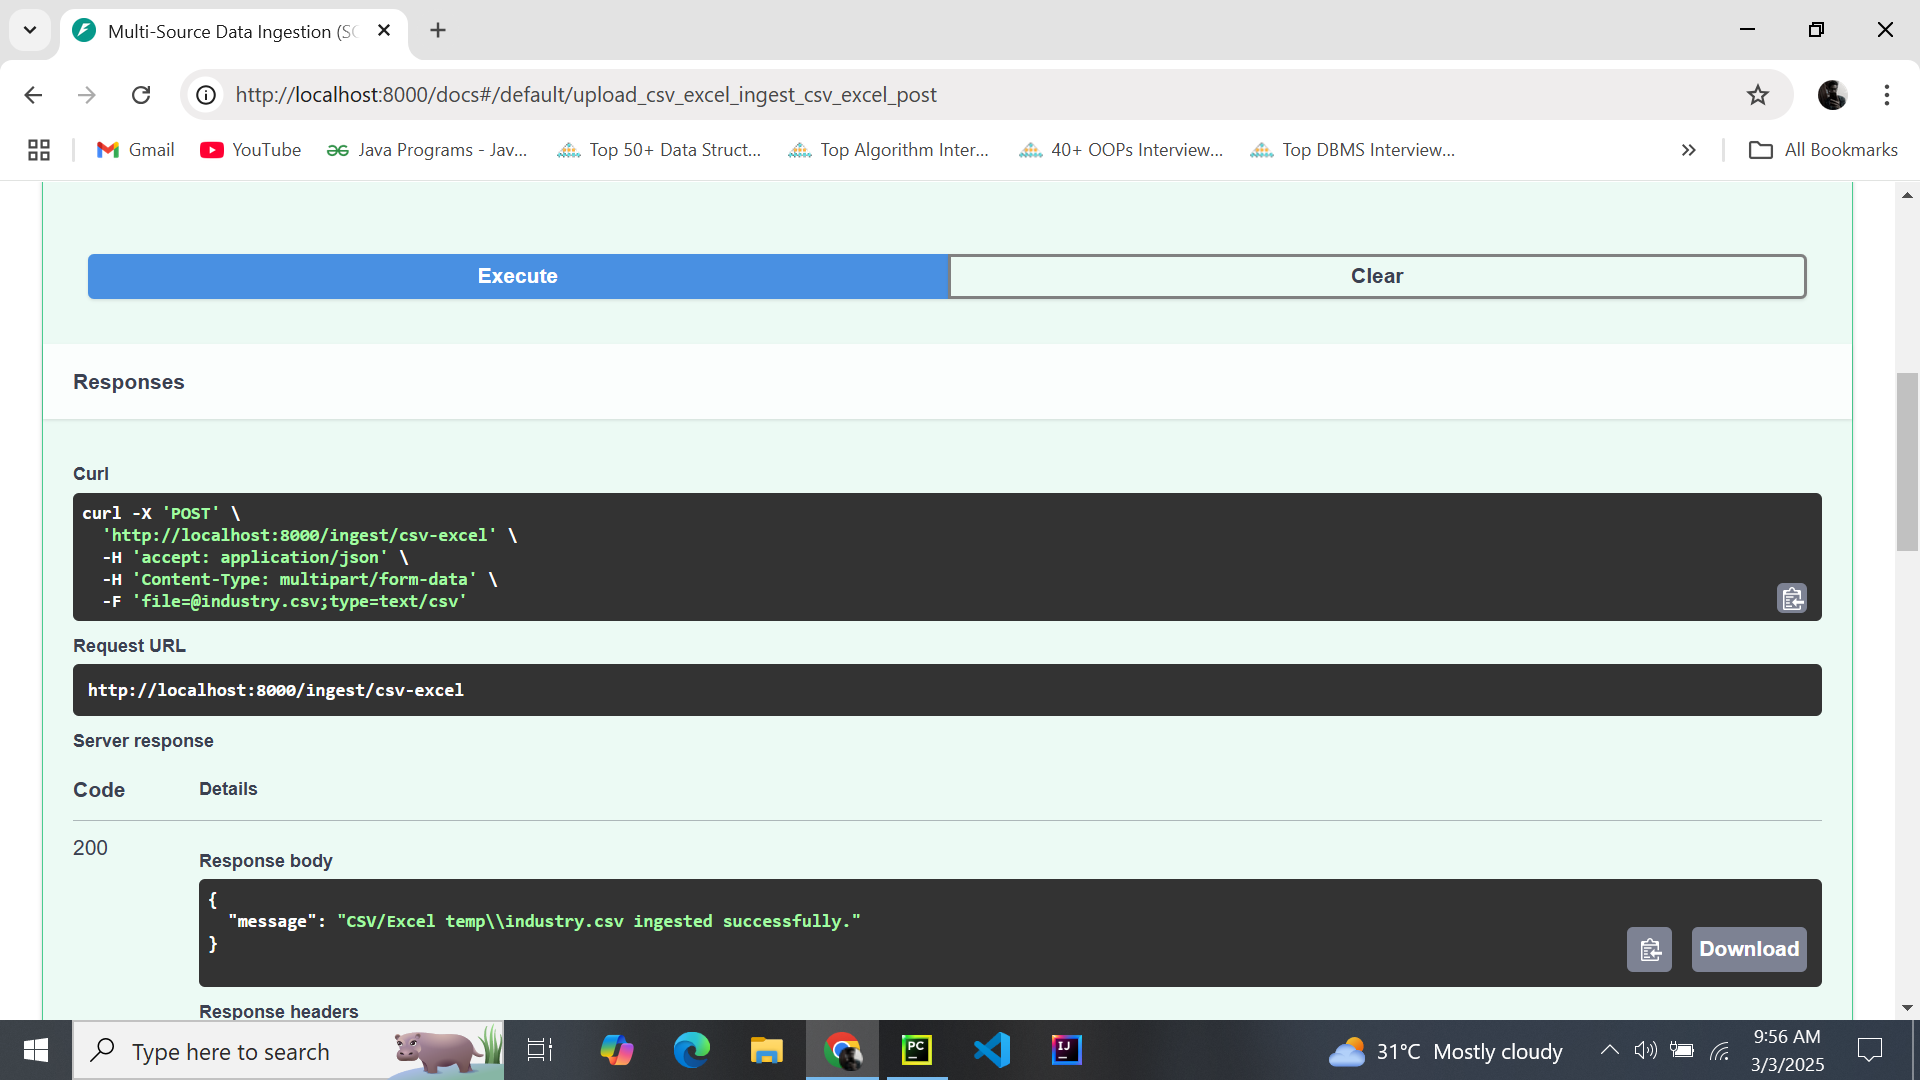 Multi-Source Data Ingestion (SC
http://localhost:8000/docs#/default/upload_csv_excel_ingest_csv_excel_post
Gmail
YouTube
Java Programs - Jav...
Top 50+ Data Struct...
Top Algorithm Inter...
40+ OOPs Interview...
Top DBMS Interview...
All Bookmarks
Execute
Clear
Responses
Curl
curl -X 'POST' \
'http://localhost:8000/ingest/csv-excel' \
-H 'accept: application/json' \
-H 'Content-Type: multipart/form-data' \
-F 'file=@industry.csv;type=text/csv'
Request URL
http://localhost:8000/ingest/csv-excel
Server response
Code
Details
200
Response body
{
"message": "CSV/Excel temp\\industry.csv ingested successfully."
}
Download
Response headers
Type here to search
PC
IJ
31°C Mostly cloudy
9:56 AM
3/3/2025